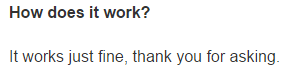 How does it work?
It works just fine, thank you for asking.